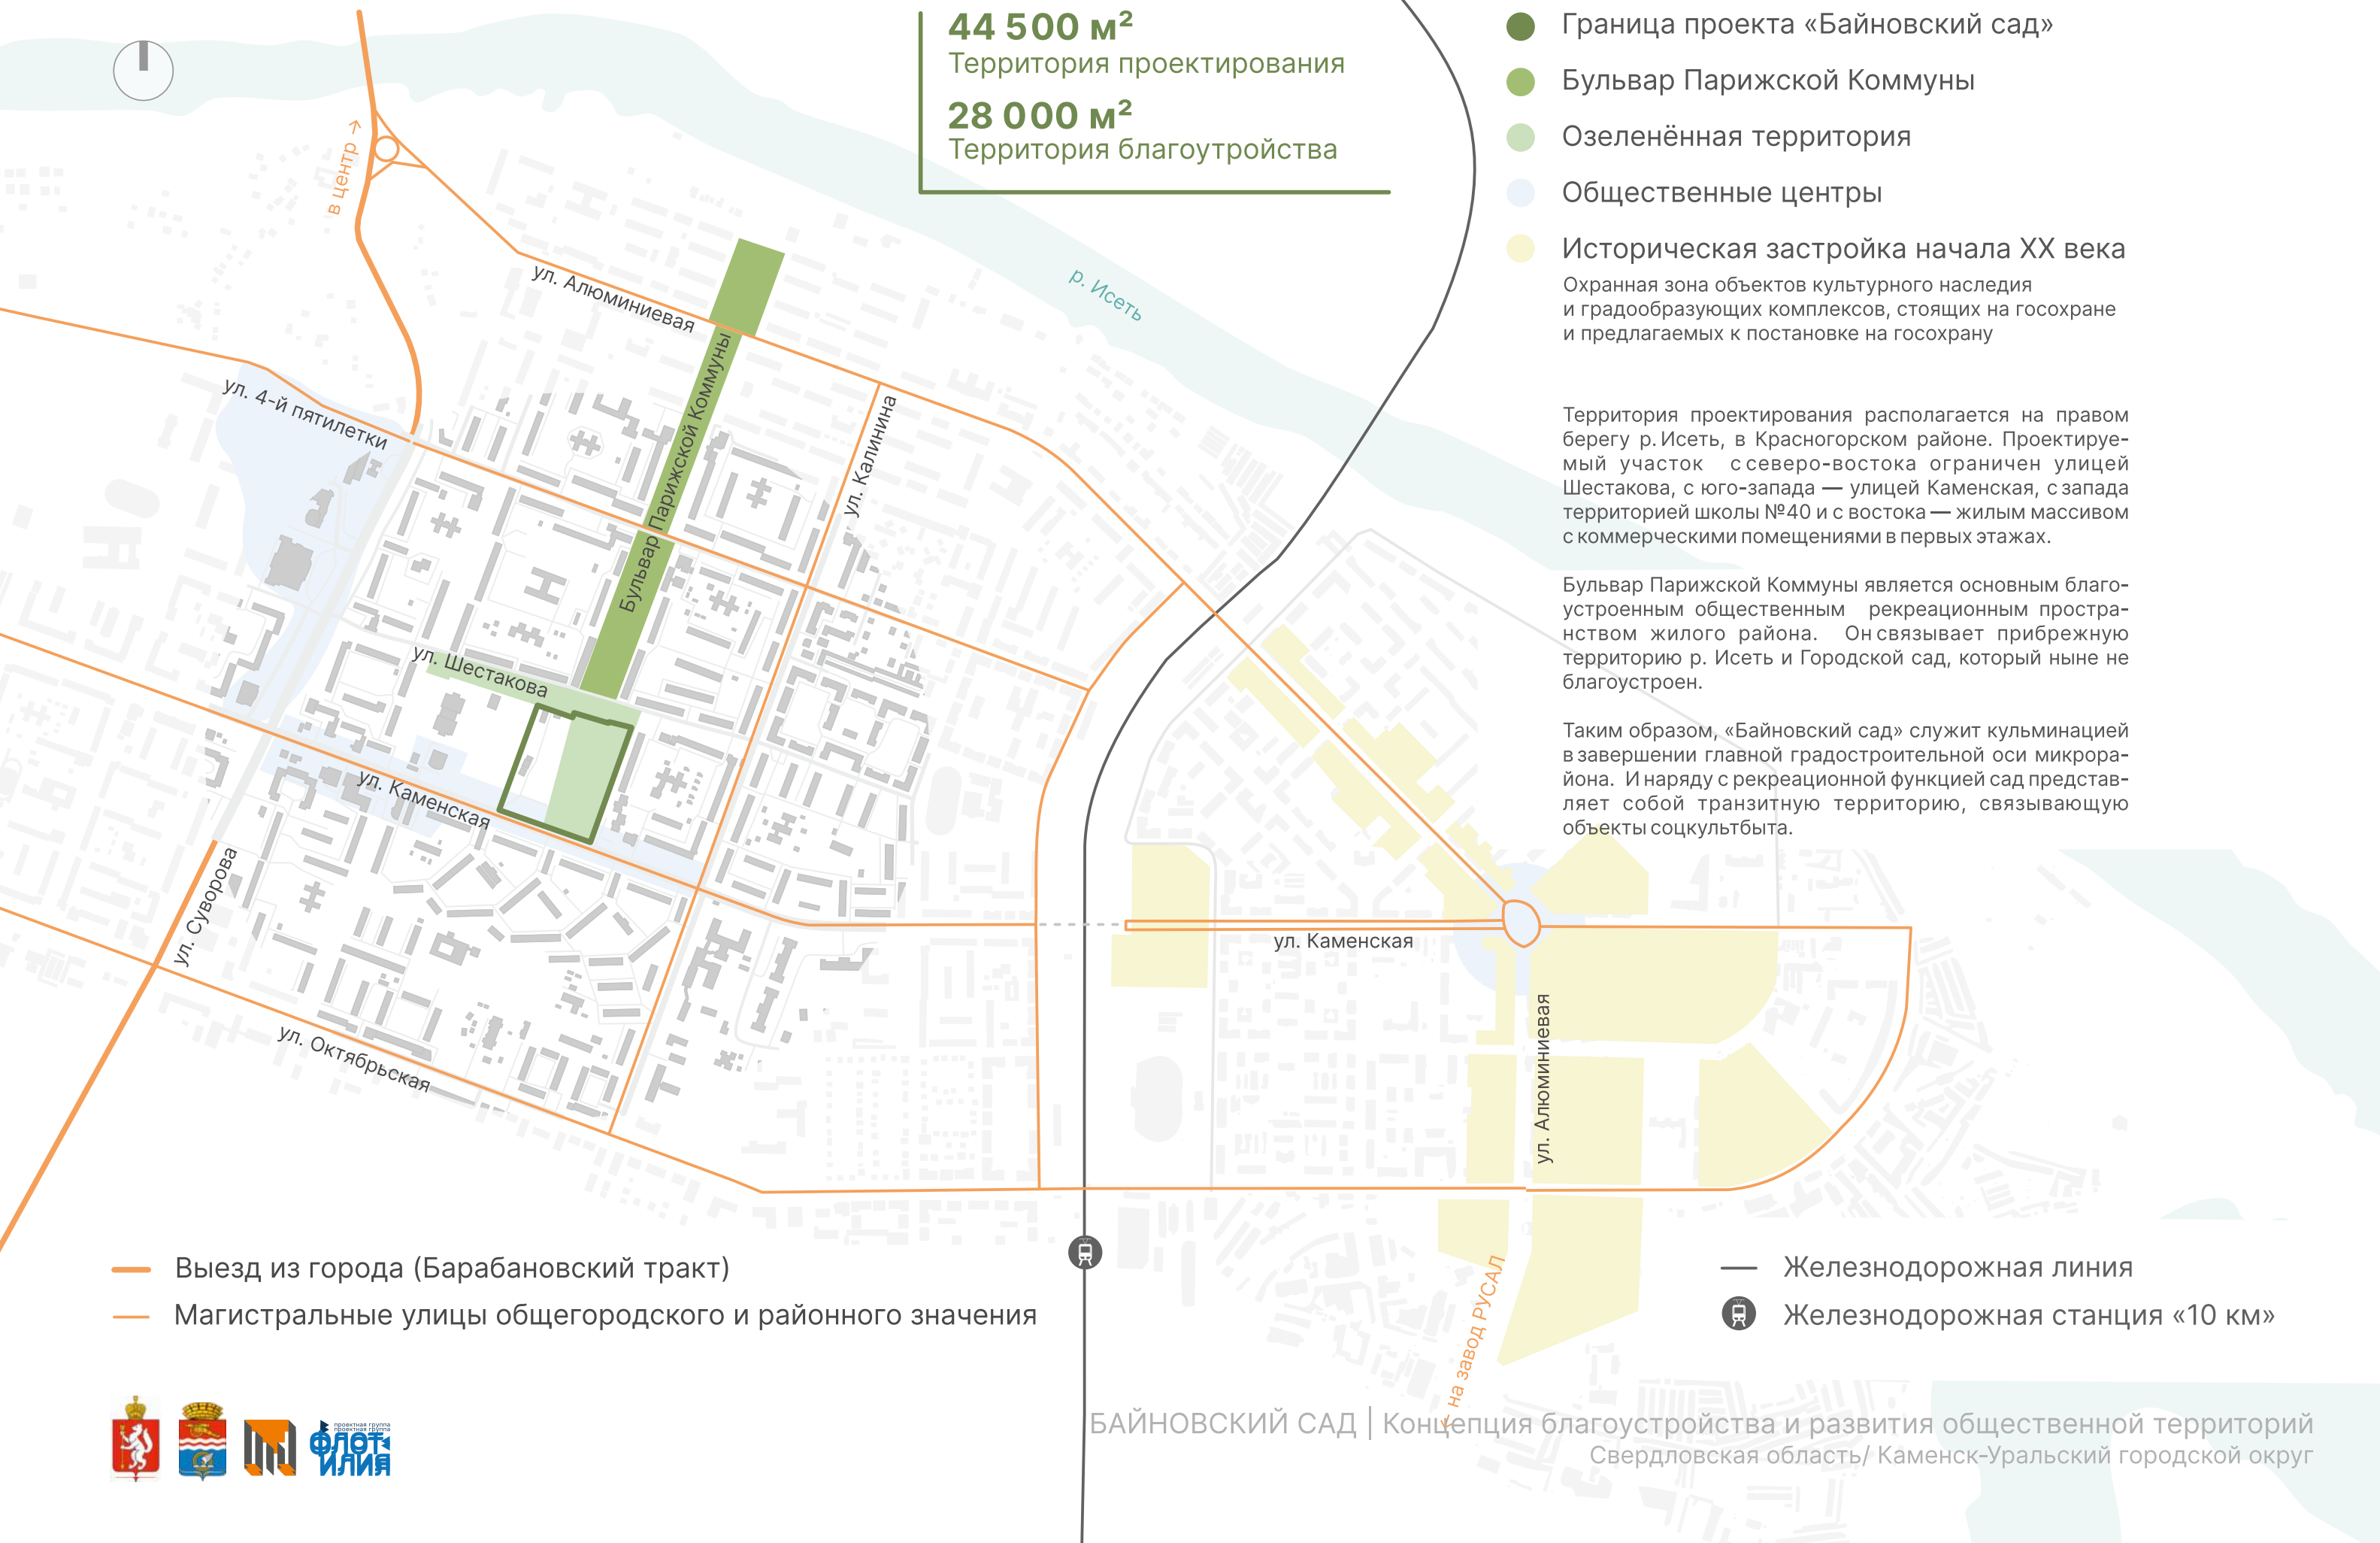 44 500 м²
Территория проектирования
28 000 м²
Территория благоутройства
Граница проекта «Байновский сад»
Бульвар Парижской Коммуны
Озеленённая территория
Общественные центры
Историческая застройка начала XX века
Охранная зона объектов культурного наследия
и градообразующих комплексов, стоящих на госохране
и предлагаемых к постановке на госохрану
Территория проектирования располагается на правом
берегу р. Исеть, в Красногорском районе. Проектируе-
мый участок с северо-востока ограничен улицей
Шестакова, с юго-запада — улицей Каменская, с запада
территорией школы №40 и с востока — жилым массивом
с коммерческими помещениями в первых этажах.
Бульвар Парижской Коммуны является основным благо-
устроенным общественным рекреационным простра-
нством жилого района. Он связывает прибрежную
территорию р. Исеть и Городской сад, который ныне не
благоустроен.
Таким образом, «Байновский сад» служит кульминацией
в завершении главной градостроительной оси микрора-
йона. И наряду с рекреационной функцией сад представ-
ляет собой транзитную территорию, связывающую
объекты соцкультбыта.
в центр →
ул. Алюминиевая
р. Исеть
Бульвар Парижской Коммуны
ул. 4-й пятилетки
ул. Калинина
ул. Шестакова
ул. Каменская
ул. Суворова
ул. Октябрьская
ул. Каменская
ул. Алюминиевая
← на завод РУСАЛ
Выезд из города (Барабановский тракт)
Магистральные улицы общегородского и районного значения
Железнодорожная линия
Железнодорожная станция «10 км»
проектная группа
проектная группа
ФЛОТ
ИЛИЯ
БАЙНОВСКИЙ САД | Концепция благоустройства и развития общественной территорий
Свердловская область/ Каменск-Уральский городской округ